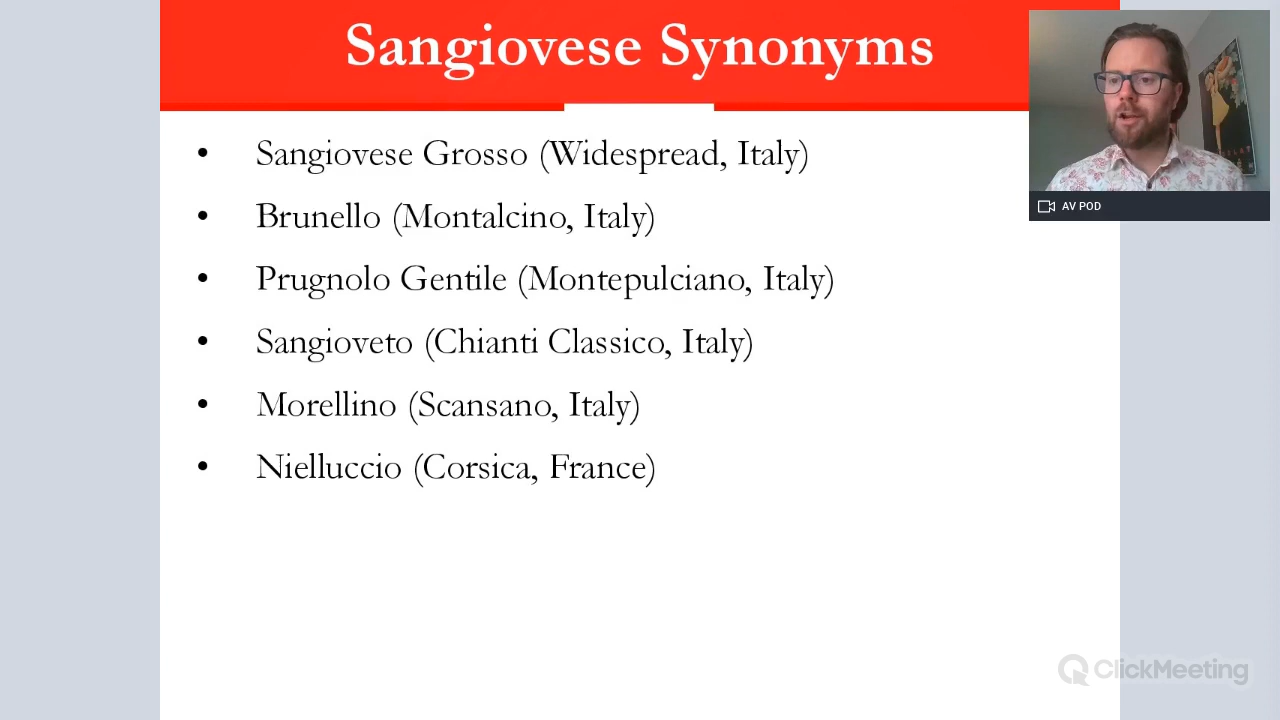 Sangiovese Synonyms
AV POD
• Sangiovese Grosso (Widespread, Italy)
• Brunello (Montalcino, Italy)
• Prugnolo Gentile (Montepulciano, Italy)
• Sangioveto (Chianti Classico, Italy)
• Morellino (Scansano, Italy)
• Nielluccio (Corsica, France)
ClickMeeting